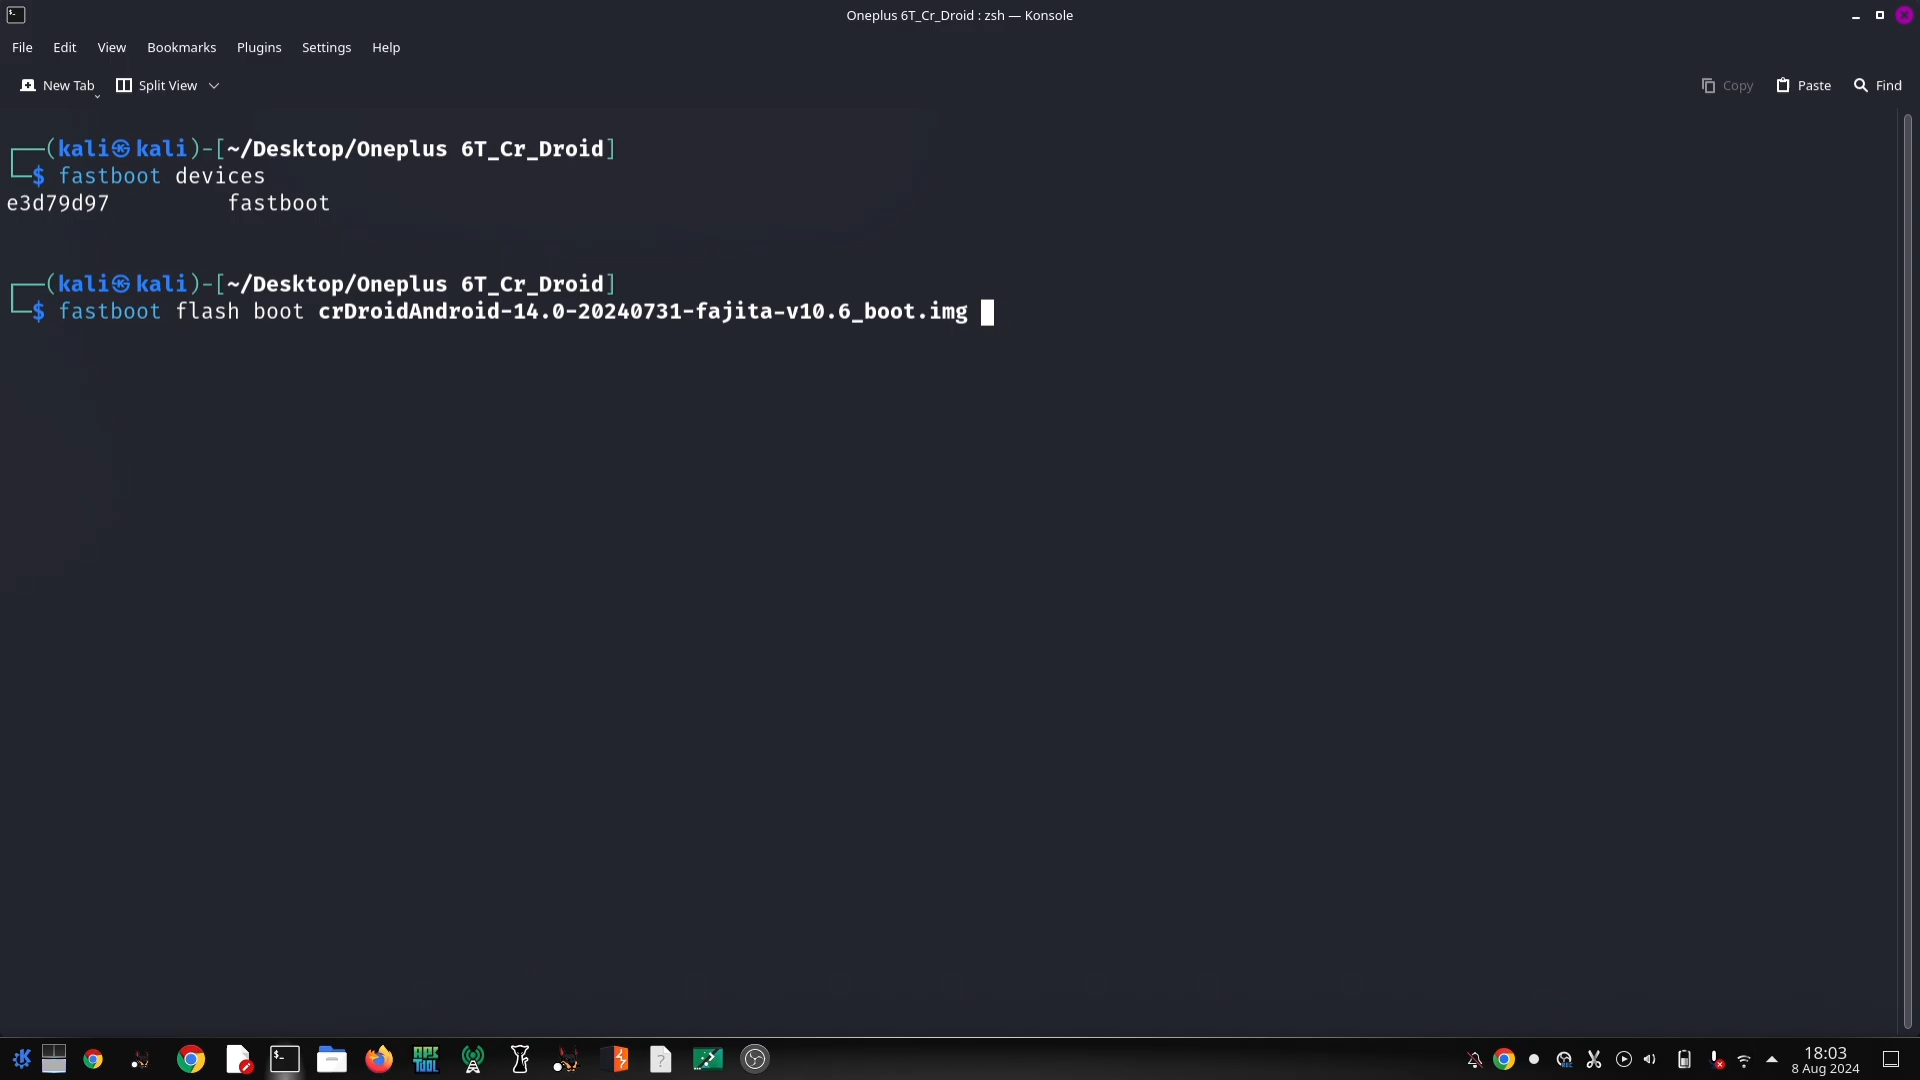 Oneplus 6T_Cr_Droid : zsh — Konsole
File Edit View Bookmarks Plugins Settings Help
New Tab Split View Copy Paste Find
┌──(kali㉿kali)-[~/Desktop/Oneplus 6T_Cr_Droid]
└─$ fastboot devices
e3d79d97 fastboot
┌──(kali㉿kali)-[~/Desktop/Oneplus 6T_Cr_Droid]
└─$ fastboot flash boot crDroidAndroid-14.0-20240731-fajita-v10.6_boot.img
APK
TOOL
18:03
8 Aug 2024